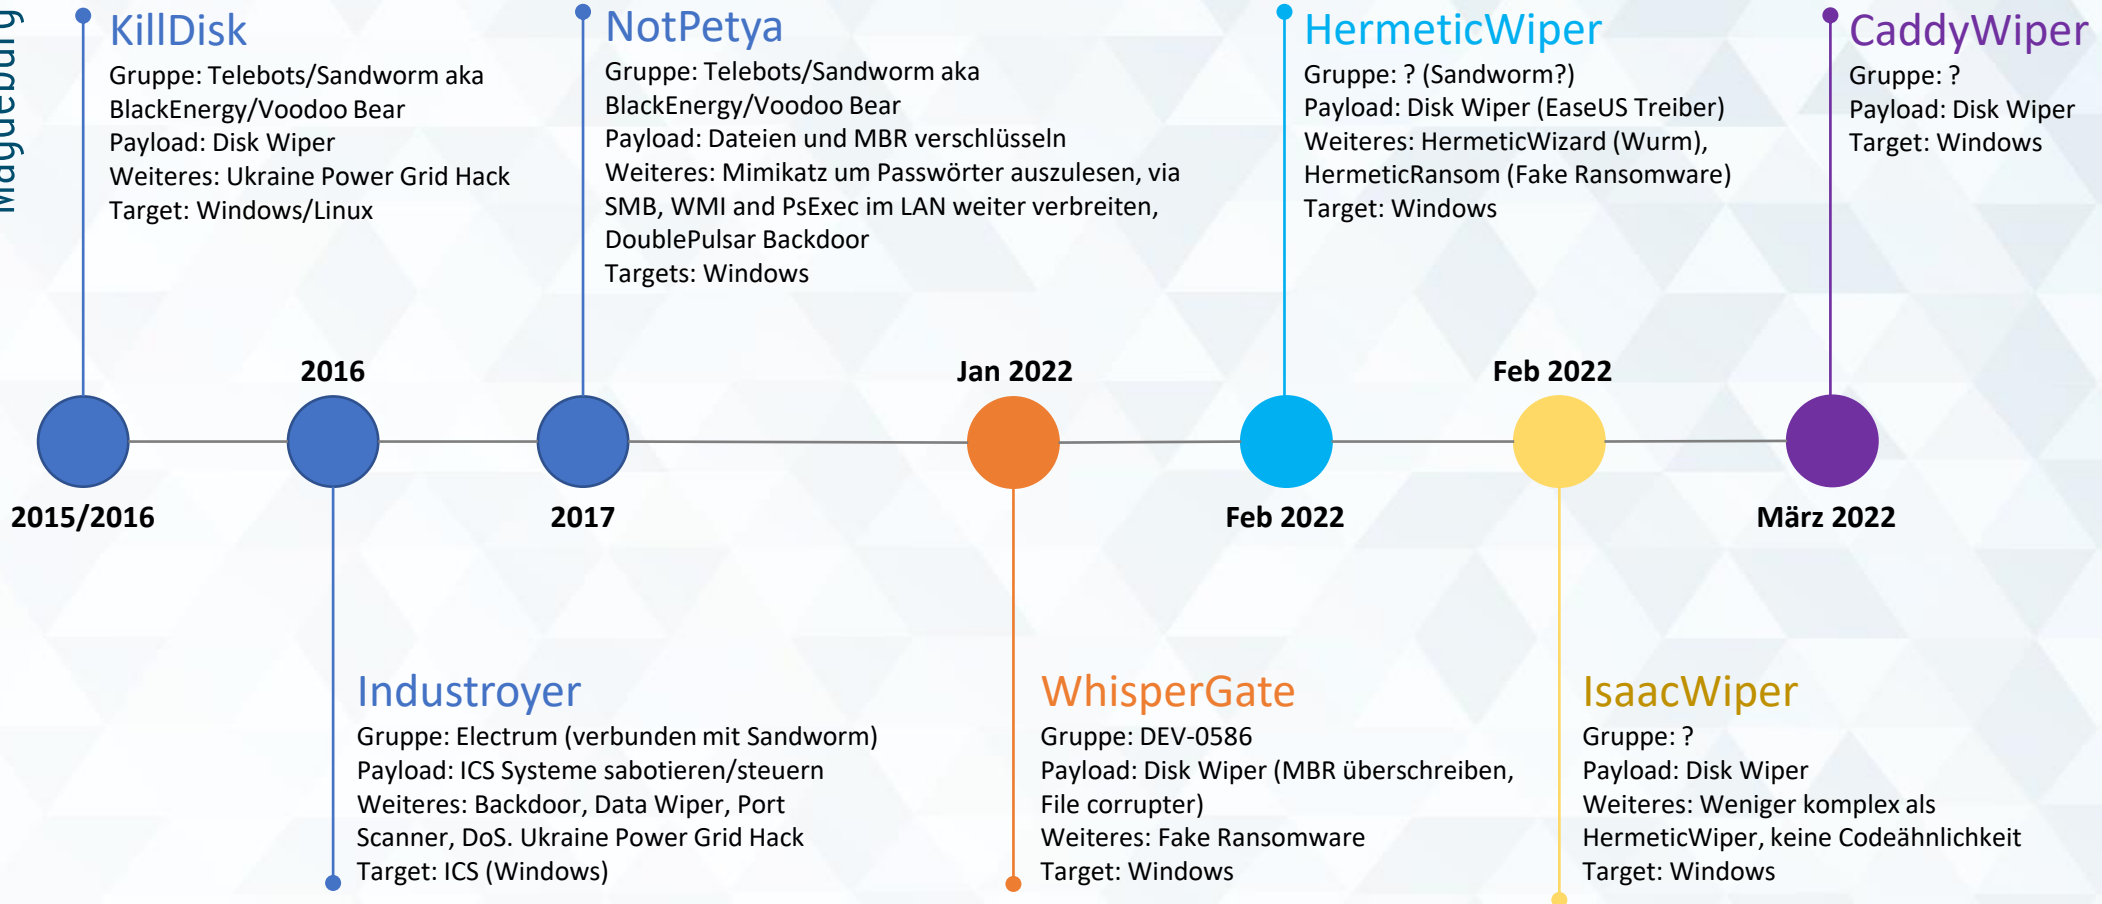 Magdeburg
KillDisk
Gruppe: Telebots/Sandworm aka
BlackEnergy/Voodoo Bear
Payload: Disk Wiper
Weiteres: Ukraine Power Grid Hack
Target: Windows/Linux
NotPetya
Gruppe: Telebots/Sandworm aka
BlackEnergy/Voodoo Bear
Payload: Dateien und MBR verschlüsseln
Weiteres: Mimikatz um Passwörter auszulesen, via
SMB, WMI and PsExec im LAN weiter verbreiten,
DoublePulsar Backdoor
Targets: Windows
HermeticWiper
Gruppe: ? (Sandworm?)
Payload: Disk Wiper (EaseUS Treiber)
Weiteres: HermeticWizard (Wurm),
HermeticRansom (Fake Ransomware)
Target: Windows
CaddyWiper
Gruppe: ?
Payload: Disk Wiper
Target: Windows
2015/2016
2016
2017
Jan 2022
Feb 2022
Feb 2022
März 2022
Industroyer
Gruppe: Electrum (verbunden mit Sandworm)
Payload: ICS Systeme sabotieren/steuern
Weiteres: Backdoor, Data Wiper, Port
Scanner, DoS. Ukraine Power Grid Hack
Target: ICS (Windows)
WhisperGate
Gruppe: DEV-0586
Payload: Disk Wiper (MBR überschreiben,
File corrupter)
Weiteres: Fake Ransomware
Target: Windows
IsaacWiper
Gruppe: ?
Payload: Disk Wiper
Weiteres: Weniger komplex als
HermeticWiper, keine Codeähnlichkeit
Target: Windows